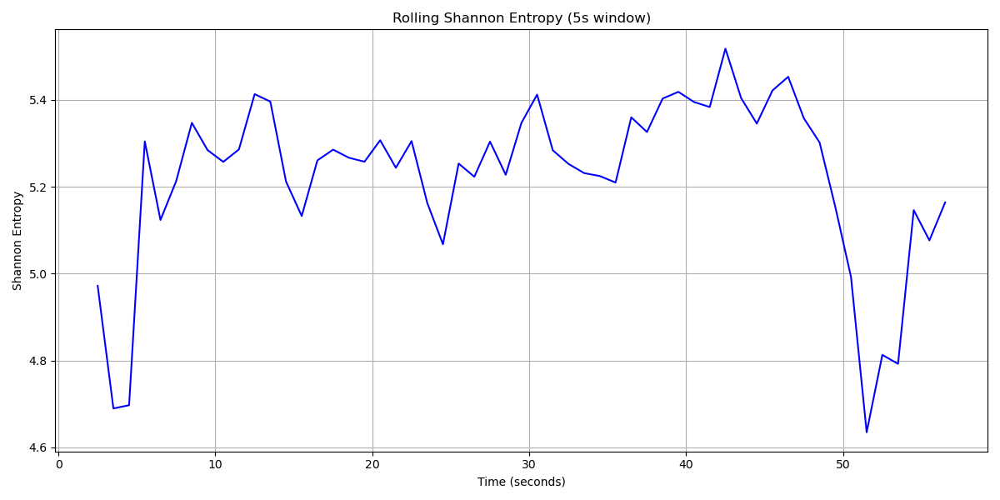 Rolling Shannon Entropy (5s window)
Shannon Entropy
5.4
5.2
5.0
4.8
4.6
0 10 20 30 40 50
Time (seconds)